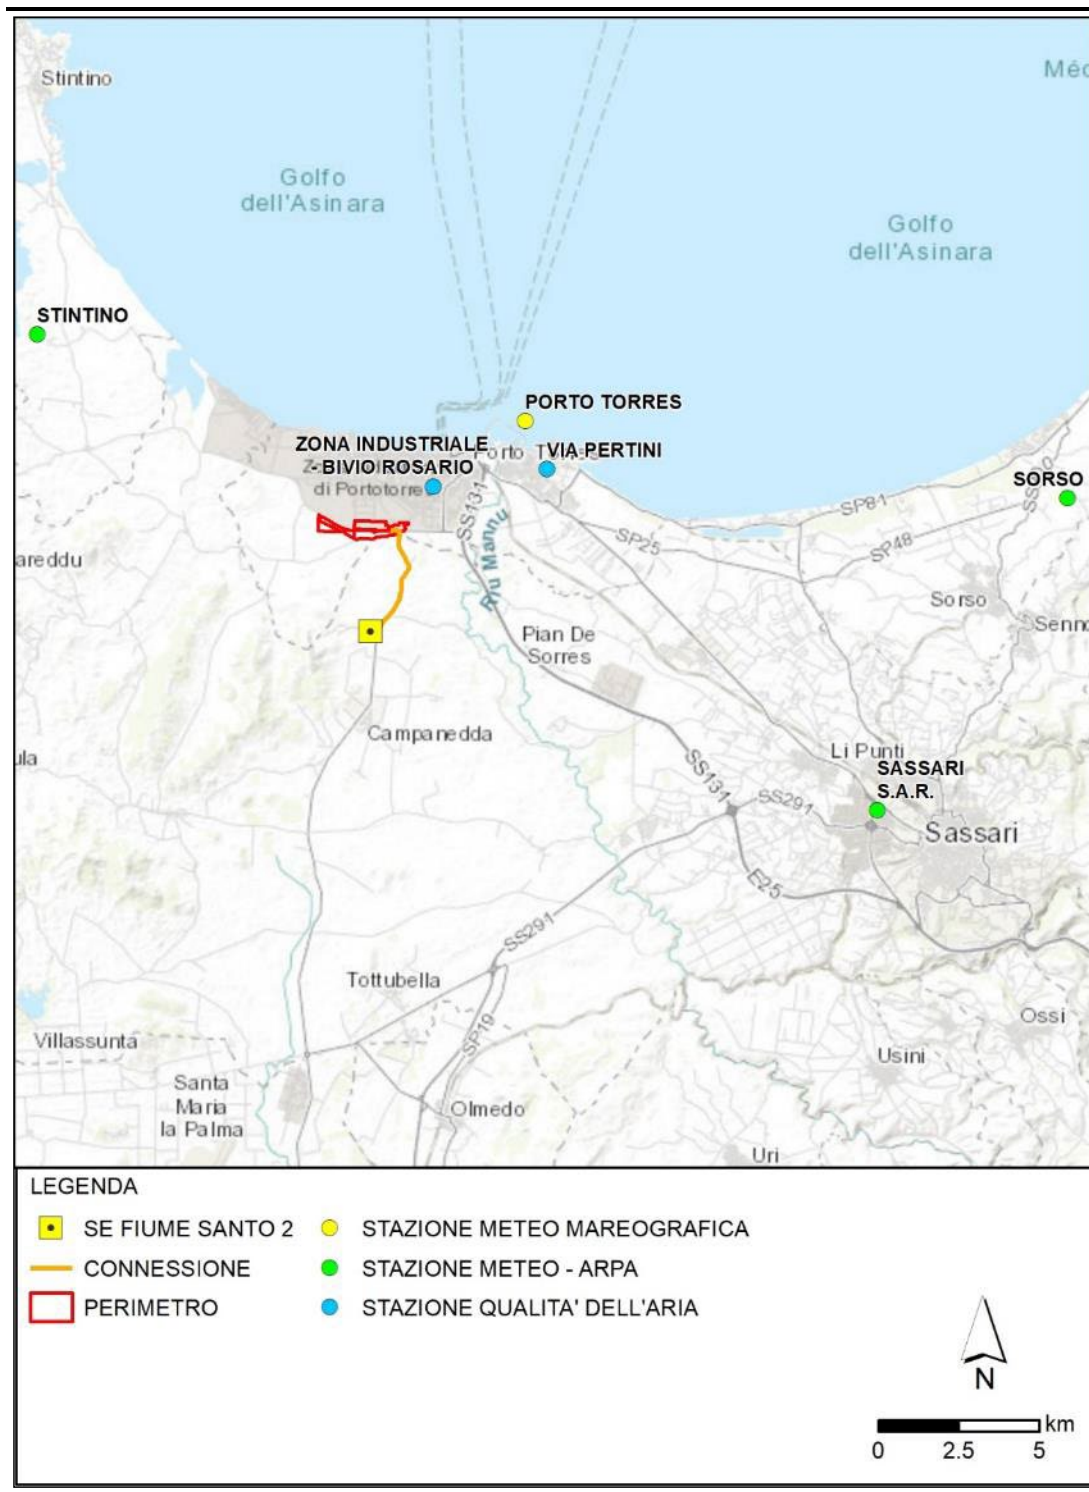 Stintino
Golfo
dell'Asinara
Golfo
dell'Asinara
STINTINO
PORTO TORRES
ZONA INDUSTRIALE
- BIVIO ROSARIO
di Portotorre
Porto
VIA PERTINI
SORSO
SS131
SP81
SP25
SP48
Riu Mannu
areddu
Sorso
Senno
Pian De
Sorres
Campanedda
ula
Li Punti
SASSARI
S.A.R.
SS131
SS291
Sassari
E25
SS291
Tottubella
SP19
Ossi
Villassunta
Usini
Santa
Maria
la Palma
Olmedo
Uri
LEGENDA
SE FIUME SANTO 2
STAZIONE METEO MAREOGRAFICA
CONNESSIONE
STAZIONE METEO - ARPA
PERIMETRO
STAZIONE QUALITA' DELL'ARIA
N
km
0 2.5 5